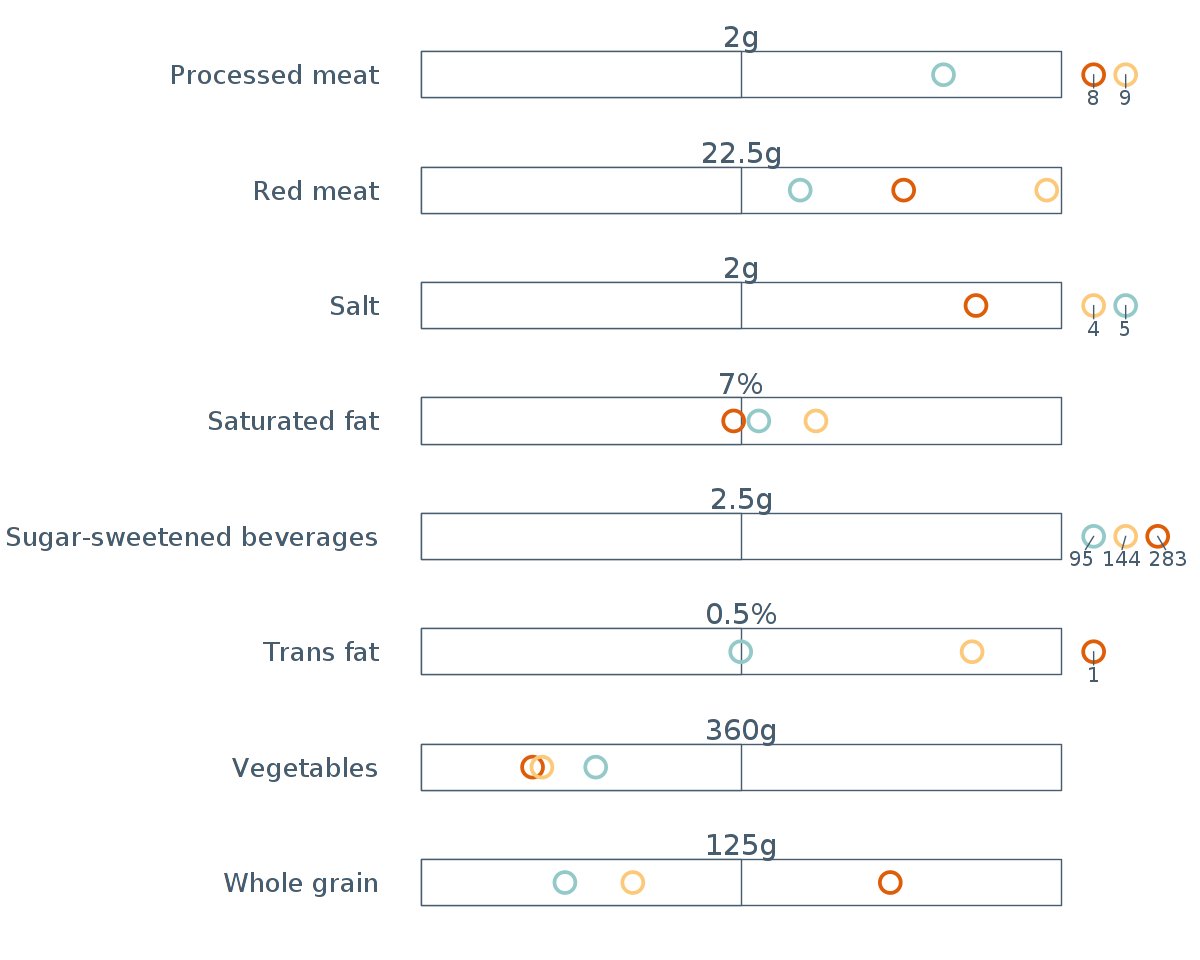 2g
Processed meat
8 9
22.5g
Red meat
2g
Salt
4 5
7%
Saturated fat
2.5g
Sugar-sweetened beverages
95 144 283
0.5%
Trans fat
1
360g
Vegetables
125g
Whole grain